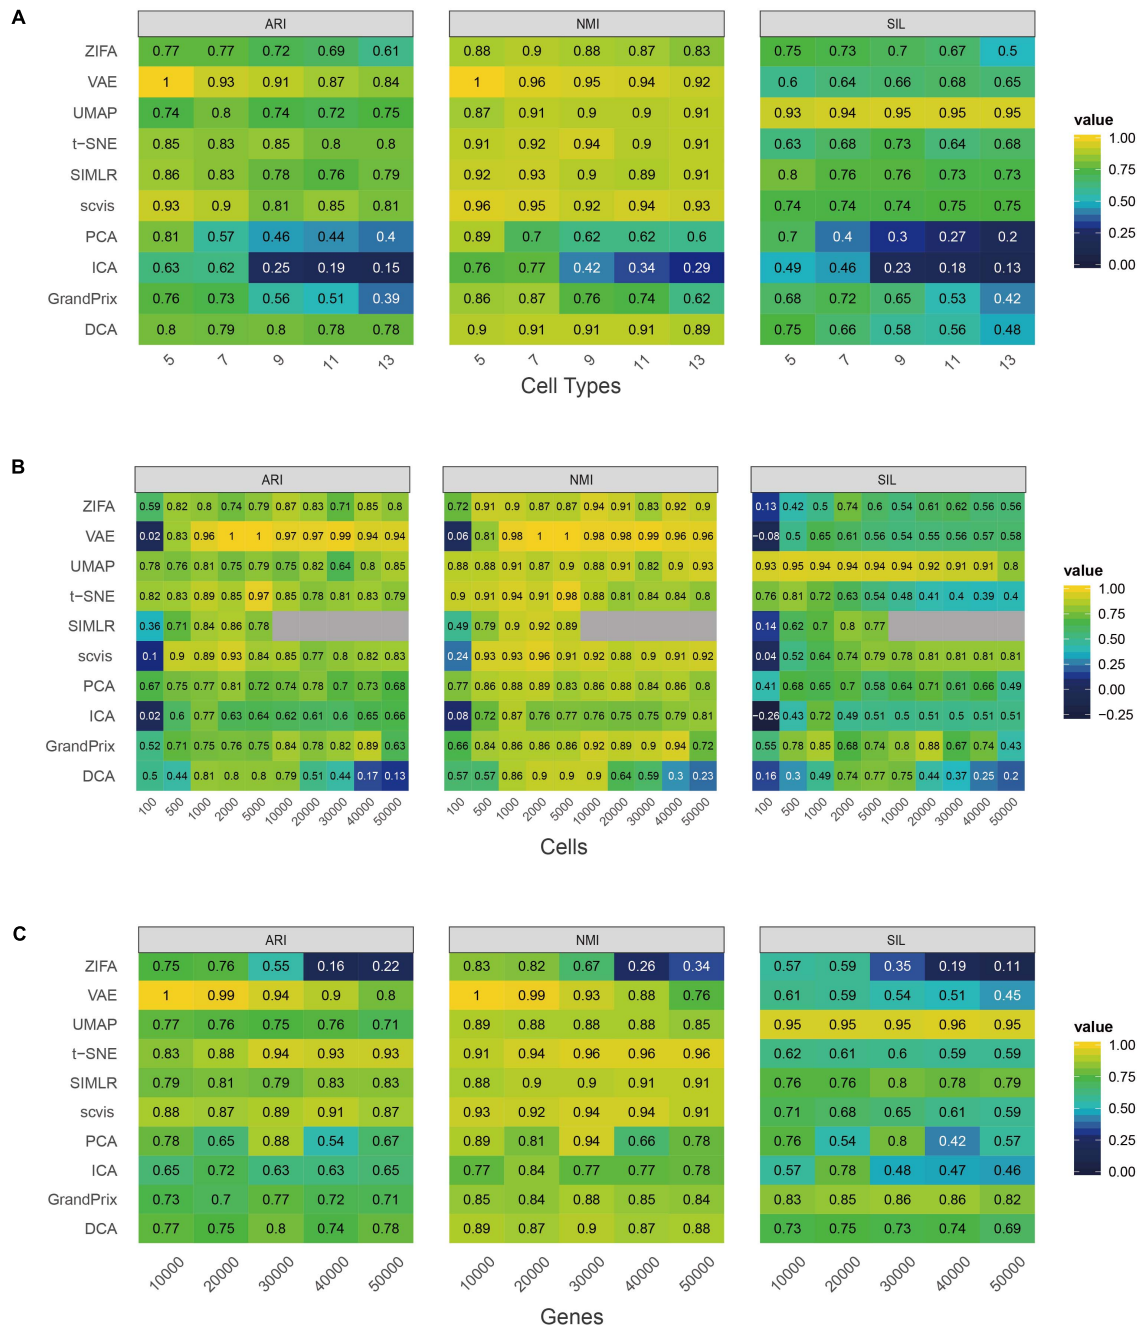 A
ARI NMI SIL
ZIFA 0.77 0.77 0.72 0.69 0.61 0.88 0.9 0.88 0.87 0.83 0.75 0.73 0.7 0.67 0.5
VAE 1 0.93 0.91 0.87 0.84 1 0.96 0.95 0.94 0.92 0.6 0.64 0.66 0.68 0.65
UMAP 0.74 0.8 0.74 0.72 0.75 0.87 0.91 0.9 0.9 0.91 0.93 0.94 0.95 0.95 0.95
t−SNE 0.85 0.83 0.85 0.8 0.8 0.91 0.92 0.94 0.9 0.91 0.63 0.68 0.73 0.64 0.68
SIMLR 0.86 0.83 0.78 0.76 0.79 0.92 0.93 0.9 0.89 0.91 0.8 0.76 0.76 0.73 0.73
scvis 0.93 0.9 0.81 0.85 0.81 0.96 0.95 0.92 0.94 0.93 0.74 0.74 0.74 0.75 0.75
PCA 0.81 0.57 0.46 0.44 0.4 0.89 0.7 0.62 0.62 0.6 0.7 0.4 0.3 0.27 0.2
ICA 0.63 0.62 0.25 0.19 0.15 0.76 0.77 0.42 0.34 0.29 0.49 0.46 0.23 0.18 0.13
GrandPrix 0.76 0.73 0.56 0.51 0.39 0.86 0.87 0.76 0.74 0.62 0.68 0.72 0.65 0.53 0.42
DCA 0.8 0.79 0.8 0.78 0.78 0.9 0.91 0.91 0.91 0.89 0.75 0.66 0.58 0.56 0.48
5 7 9 11 13 5 7 9 11 13 5 7 9 11 13
Cell Types
value
1.00
0.75
0.50
0.25
0.00
B
ARI NMI SIL
ZIFA 0.59 0.82 0.8 0.74 0.79 0.87 0.83 0.71 0.85 0.8 0.72 0.91 0.9 0.87 0.87 0.94 0.91 0.83 0.92 0.9 0.13 0.42 0.5 0.74 0.6 0.54 0.61 0.62 0.56 0.56
VAE 0.02 0.83 0.96 1 1 0.97 0.97 0.99 0.94 0.94 0.06 0.81 0.98 1 1 0.98 0.98 0.99 0.96 0.96 −0.08 0.5 0.65 0.61 0.56 0.54 0.55 0.56 0.57 0.58
UMAP 0.78 0.76 0.81 0.75 0.79 0.75 0.82 0.64 0.8 0.85 0.88 0.88 0.91 0.87 0.9 0.88 0.91 0.82 0.9 0.93 0.93 0.95 0.94 0.94 0.94 0.94 0.92 0.91 0.91 0.8
t−SNE 0.82 0.83 0.89 0.85 0.97 0.85 0.78 0.81 0.83 0.79 0.9 0.91 0.94 0.91 0.98 0.88 0.81 0.84 0.84 0.8 0.76 0.81 0.72 0.63 0.54 0.48 0.41 0.4 0.39 0.4
SIMLR 0.36 0.71 0.84 0.86 0.78 0.49 0.79 0.9 0.92 0.89 0.14 0.62 0.7 0.8 0.77
scvis 0.1 0.9 0.89 0.93 0.84 0.85 0.77 0.8 0.82 0.83 0.24 0.93 0.93 0.96 0.91 0.92 0.88 0.9 0.91 0.92 0.04 0.52 0.64 0.74 0.79 0.78 0.81 0.81 0.81 0.81
PCA 0.67 0.75 0.77 0.81 0.72 0.74 0.78 0.7 0.73 0.68 0.77 0.86 0.88 0.89 0.83 0.86 0.88 0.84 0.86 0.8 0.41 0.68 0.65 0.7 0.58 0.64 0.71 0.61 0.66 0.49
ICA 0.02 0.6 0.77 0.63 0.64 0.62 0.61 0.6 0.65 0.66 0.08 0.72 0.87 0.76 0.77 0.76 0.75 0.75 0.79 0.81 −0.26 0.43 0.72 0.49 0.51 0.5 0.51 0.5 0.51 0.51
GrandPrix 0.52 0.71 0.75 0.76 0.75 0.84 0.78 0.82 0.89 0.63 0.66 0.84 0.86 0.86 0.86 0.92 0.89 0.9 0.94 0.72 0.55 0.78 0.85 0.68 0.74 0.8 0.88 0.67 0.74 0.43
DCA 0.5 0.44 0.81 0.8 0.8 0.79 0.51 0.44 0.17 0.13 0.57 0.57 0.86 0.9 0.9 0.9 0.64 0.59 0.3 0.23 0.16 0.3 0.49 0.74 0.77 0.75 0.44 0.37 0.25 0.2
100 500 1000 2000 5000 10000 20000 30000 40000 50000 100 500 1000 2000 5000 10000 20000 30000 40000 50000 100 500 1000 2000 5000 10000 20000 30000 40000 50000
Cells
value
1.00
0.75
0.50
0.25
0.00
−0.25
C
ARI NMI SIL
ZIFA 0.75 0.76 0.55 0.16 0.22 0.83 0.82 0.67 0.26 0.34 0.57 0.59 0.35 0.19 0.11
VAE 1 0.99 0.94 0.9 0.8 1 0.99 0.93 0.88 0.76 0.61 0.59 0.54 0.51 0.45
UMAP 0.77 0.76 0.75 0.76 0.71 0.89 0.88 0.88 0.88 0.85 0.95 0.95 0.95 0.96 0.95
t−SNE 0.83 0.88 0.94 0.93 0.93 0.91 0.94 0.96 0.96 0.96 0.62 0.61 0.6 0.59 0.59
SIMLR 0.79 0.81 0.79 0.83 0.83 0.88 0.9 0.9 0.91 0.91 0.76 0.76 0.8 0.78 0.79
scvis 0.88 0.87 0.89 0.91 0.87 0.93 0.92 0.94 0.94 0.91 0.71 0.68 0.65 0.61 0.59
PCA 0.78 0.65 0.88 0.54 0.67 0.89 0.81 0.94 0.66 0.78 0.76 0.54 0.8 0.42 0.57
ICA 0.65 0.72 0.63 0.63 0.65 0.77 0.84 0.77 0.77 0.78 0.57 0.78 0.48 0.47 0.46
GrandPrix 0.73 0.7 0.77 0.72 0.71 0.85 0.84 0.88 0.85 0.84 0.83 0.85 0.86 0.86 0.82
DCA 0.77 0.75 0.8 0.74 0.78 0.89 0.87 0.9 0.87 0.88 0.73 0.75 0.73 0.74 0.69
10000 20000 30000 40000 50000 10000 20000 30000 40000 50000 10000 20000 30000 40000 50000
Genes
value
1.00
0.75
0.50
0.25
0.00